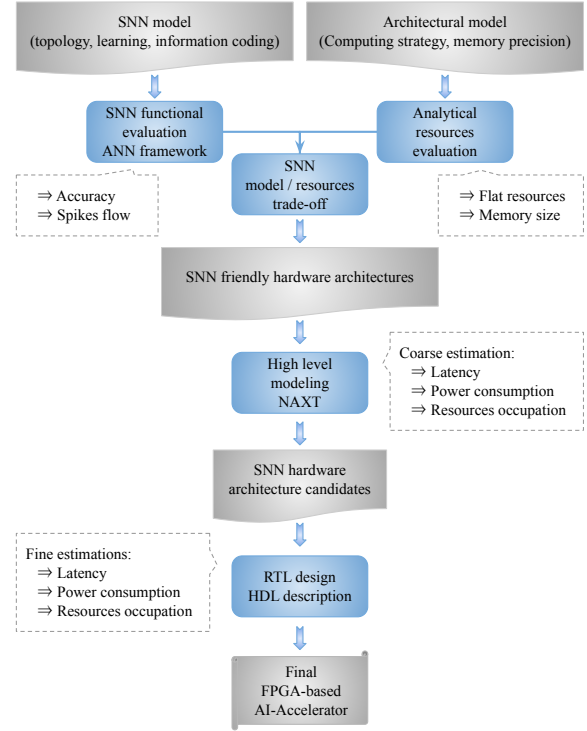 SNN model
(topology, learning, information coding)
Architectural model
(Computing strategy, memory precision)
SNN functional
evaluation
ANN framework
Analytical
resources
evaluation
SNN
model / resources
trade-off
⇒ Accuracy
⇒ Spikes flow
⇒ Flat resources
⇒ Memory size
SNN friendly hardware architectures
High level
modeling
NAXT
Coarse estimation:
⇒ Latency
⇒ Power consumption
⇒ Resources occupation
SNN hardware
architecture candidates
Fine estimations:
⇒ Latency
⇒ Power consumption
⇒ Resources occupation
RTL design
HDL description
Final
FPGA-based
AI-Accelerator